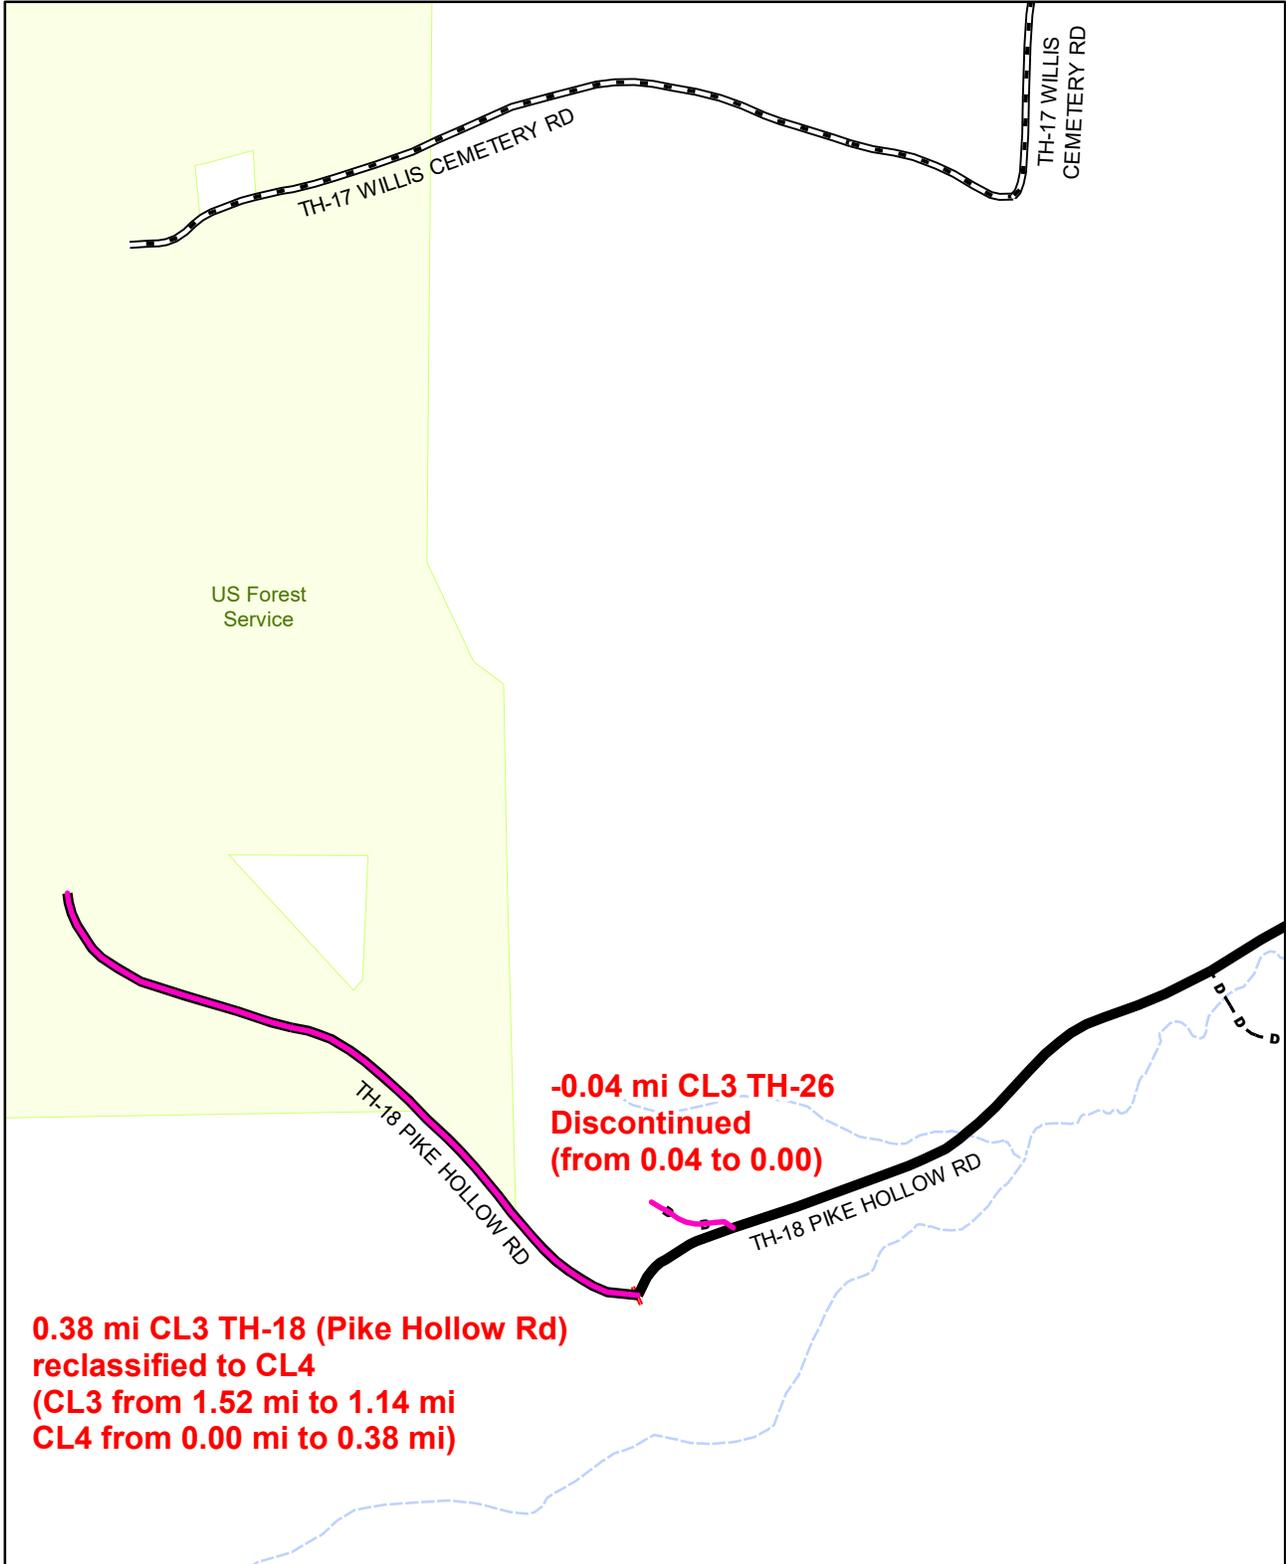 TH-17 WILLIS
CEMETERY RD
TH-17 WILLIS CEMETERY RD
US Forest
Service
D
D
D
-0.04 mi CL3 TH-26
Discontinued
(from 0.04 to 0.00)
TH-18 PIKE HOLLOW RD
D
D
TH-18 PIKE HOLLOW RD
0.38 mi CL3 TH-18 (Pike Hollow Rd)
reclassified to CL4
(CL3 from 1.52 mi to 1.14 mi
CL4 from 0.00 mi to 0.38 mi)